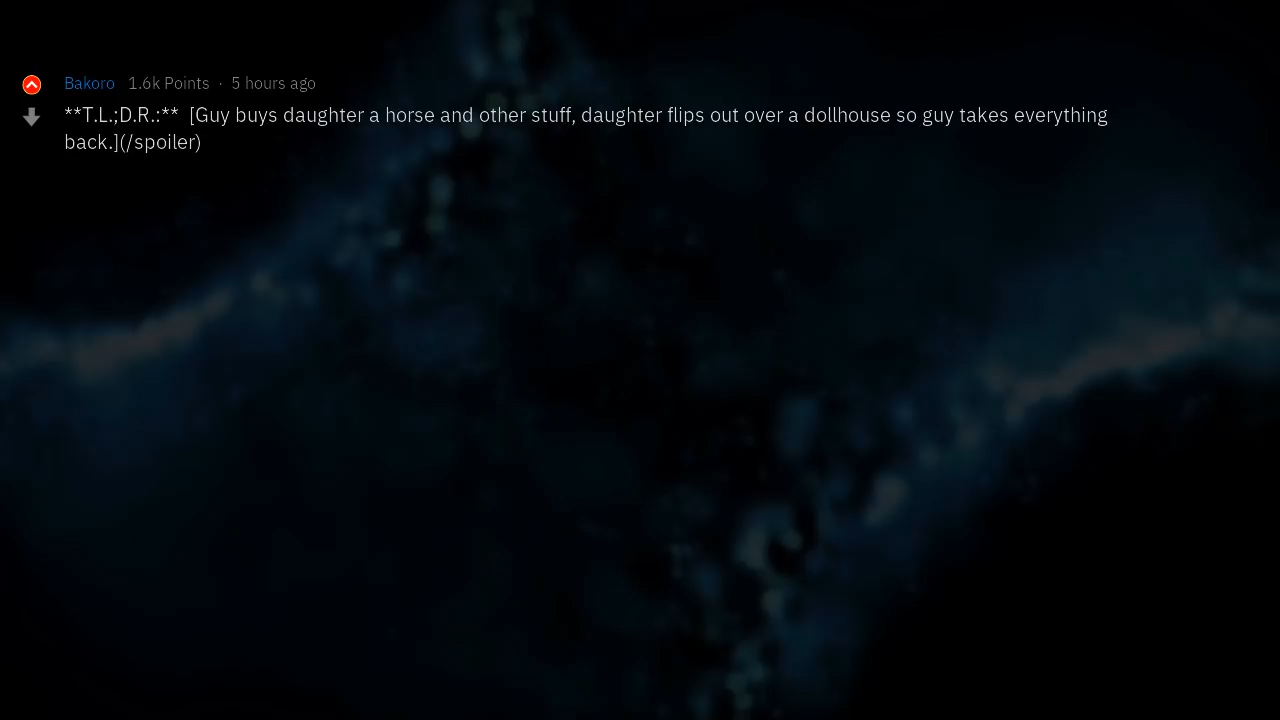 Bakoro 1.6k Points · 5 hours ago
**T.L.;D.R.:** [Guy buys daughter a horse and other stuff, daughter flips out over a dollhouse so guy takes everything
back.](/spoiler)